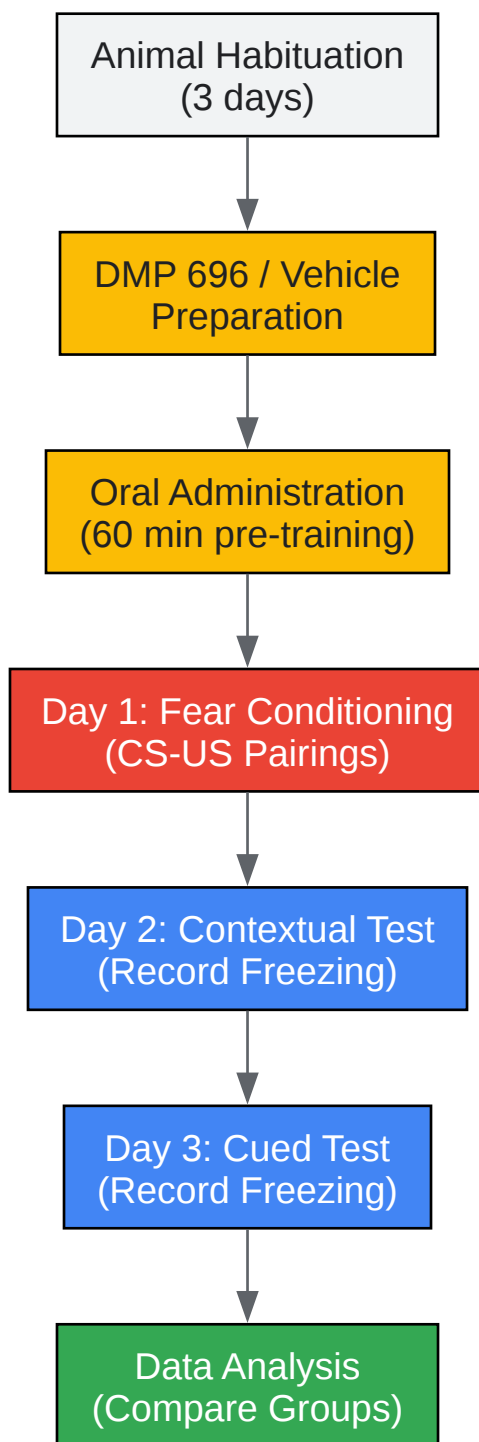 Animal Habituation
(3 days)
DMP 696 / Vehicle
Preparation
Oral Administration
(60 min pre-training)
Day 1: Fear Conditioning
(CS-US Pairings)
Day 2: Contextual Test
(Record Freezing)
Day 3: Cued Test
(Record Freezing)
Data Analysis
(Compare Groups)